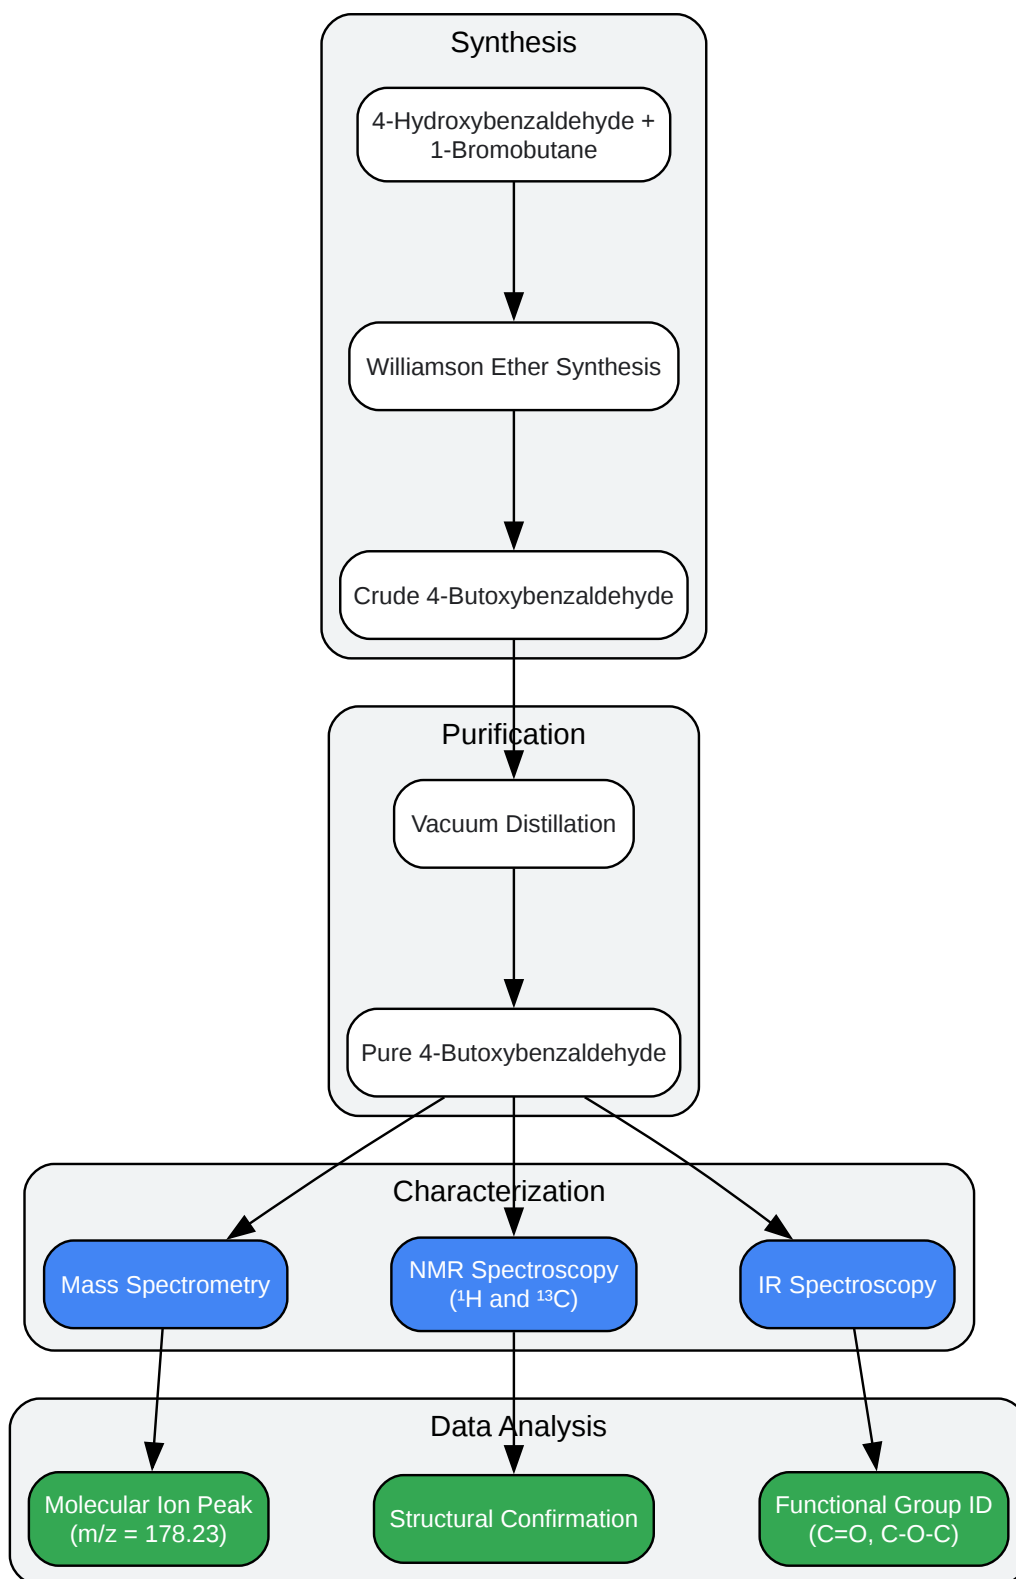 Synthesis
4-Hydroxybenzaldehyde +
1-Bromobutane
Williamson Ether Synthesis
Crude 4-Butoxybenzaldehyde
Purification
Vacuum Distillation
Pure 4-Butoxybenzaldehyde
Characterization
Mass Spectrometry
NMR Spectroscopy
(¹H and ¹³C)
IR Spectroscopy
Data Analysis
Molecular Ion Peak
(m/z = 178.23)
Structural Confirmation
Functional Group ID
(C=O, C-O-C)